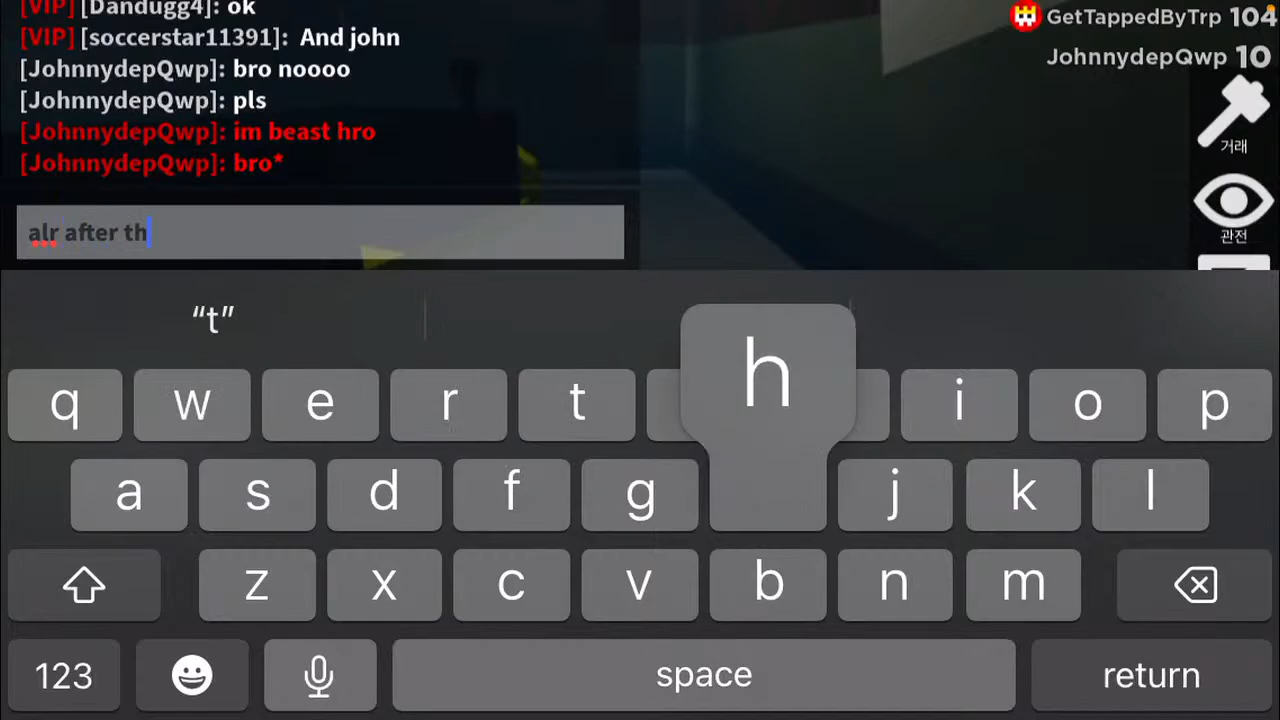 [VIP] [Dandugg4]: ok
[VIP] [soccerstar11391]: And john
[JohnnydepQwp]: bro noooo
[JohnnydepQwp]: pls
[JohnnydepQwp]: im beast hro
[JohnnydepQwp]: bro*
GetTappedByTrp 104
JohnnydepQwp 10
거래
관전
alr after th
“t”
h
q w e r t i o p
a s d f g j k l
z x c v b n m
123 space return